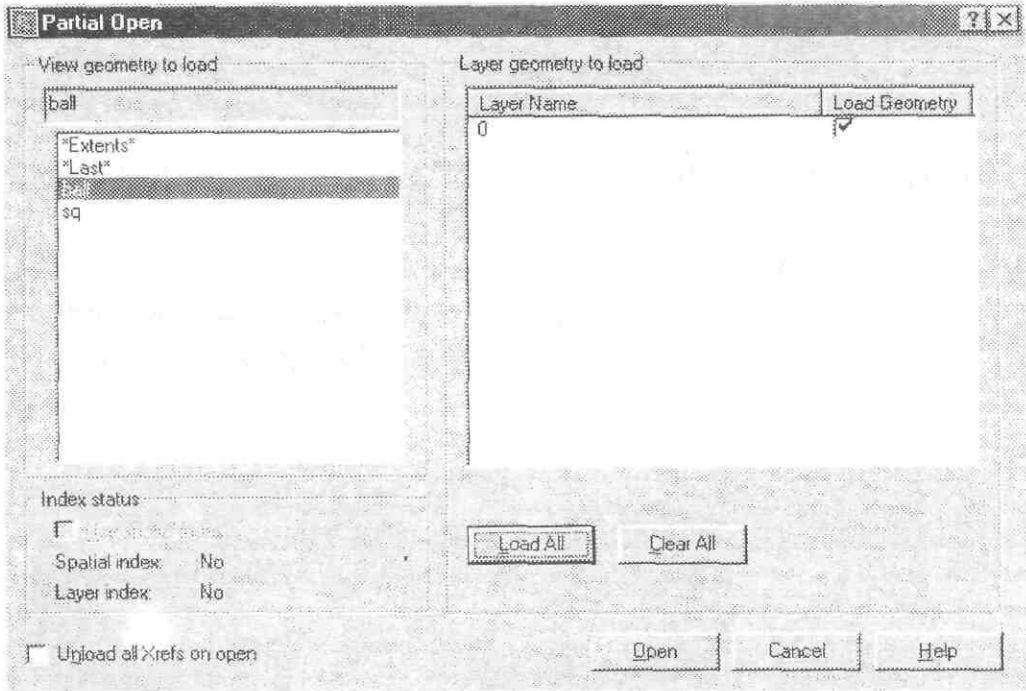 Partial Open
View geometry to load
ball
*Extents*
*Last*
ball
sq
Index status
Spatial index: No
Layer index: No
Unload all Xrefs on open
Layer geometry to load
Layer Name Load Geometry
0
Load All Clear All
Open Cancel Help